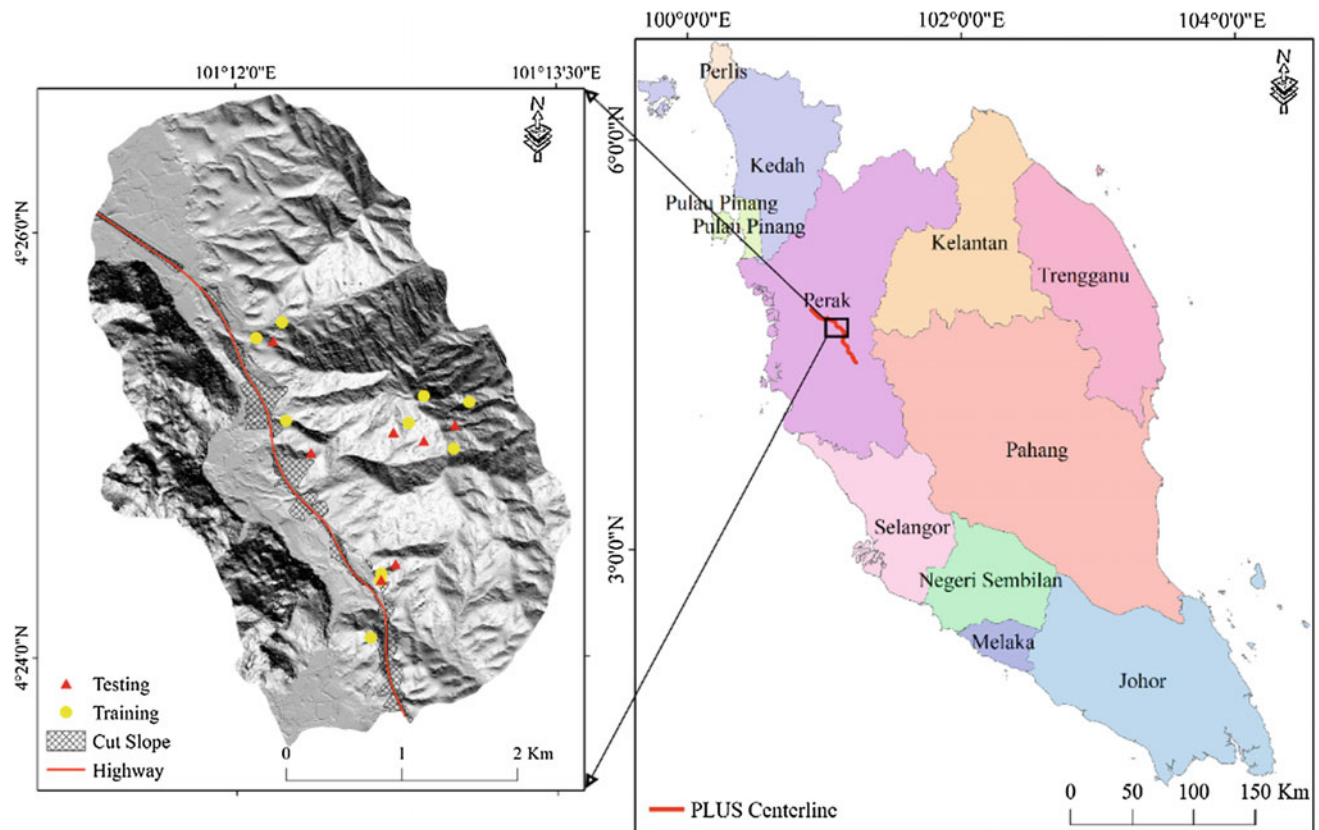 101°12'0"E
101°13'30"E
N
4°26'0"N
4°24'0"N
Testing
Training
Cut Slope
Highway
0 1 2 Km
100°0'0"E
102°0'0"E
104°0'0"E
N
6°0'0"N
3°0'0"N
Perlis
Kedah
Pulau Pinang
Pulau Pinang
Kelantan
Trengganu
Perak
Pahang
Selangor
Negeri Sembilan
Melaka
Johor
PLUS Centerline
0 50 100 150 Km